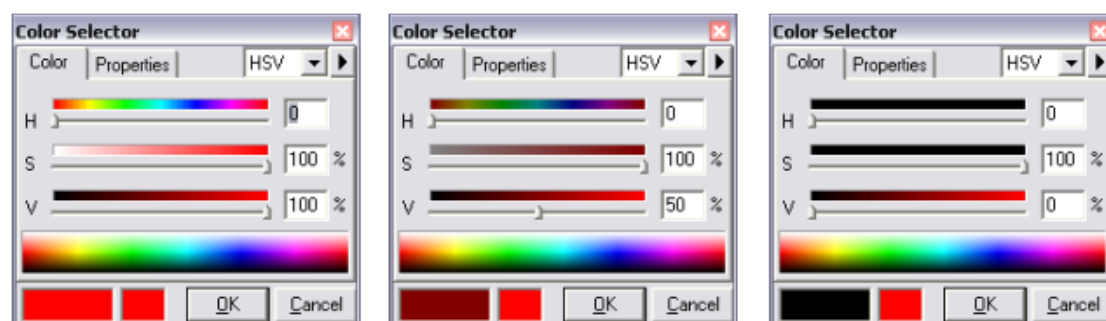 Color Selector
Color Properties HSV
H 0
S 100 %
V 100 %
OK Cancel
Color Selector
Color Properties HSV
H 0
S 100 %
V 50 %
OK Cancel
Color Selector
Color Properties HSV
H 0
S 100 %
V 0 %
OK Cancel